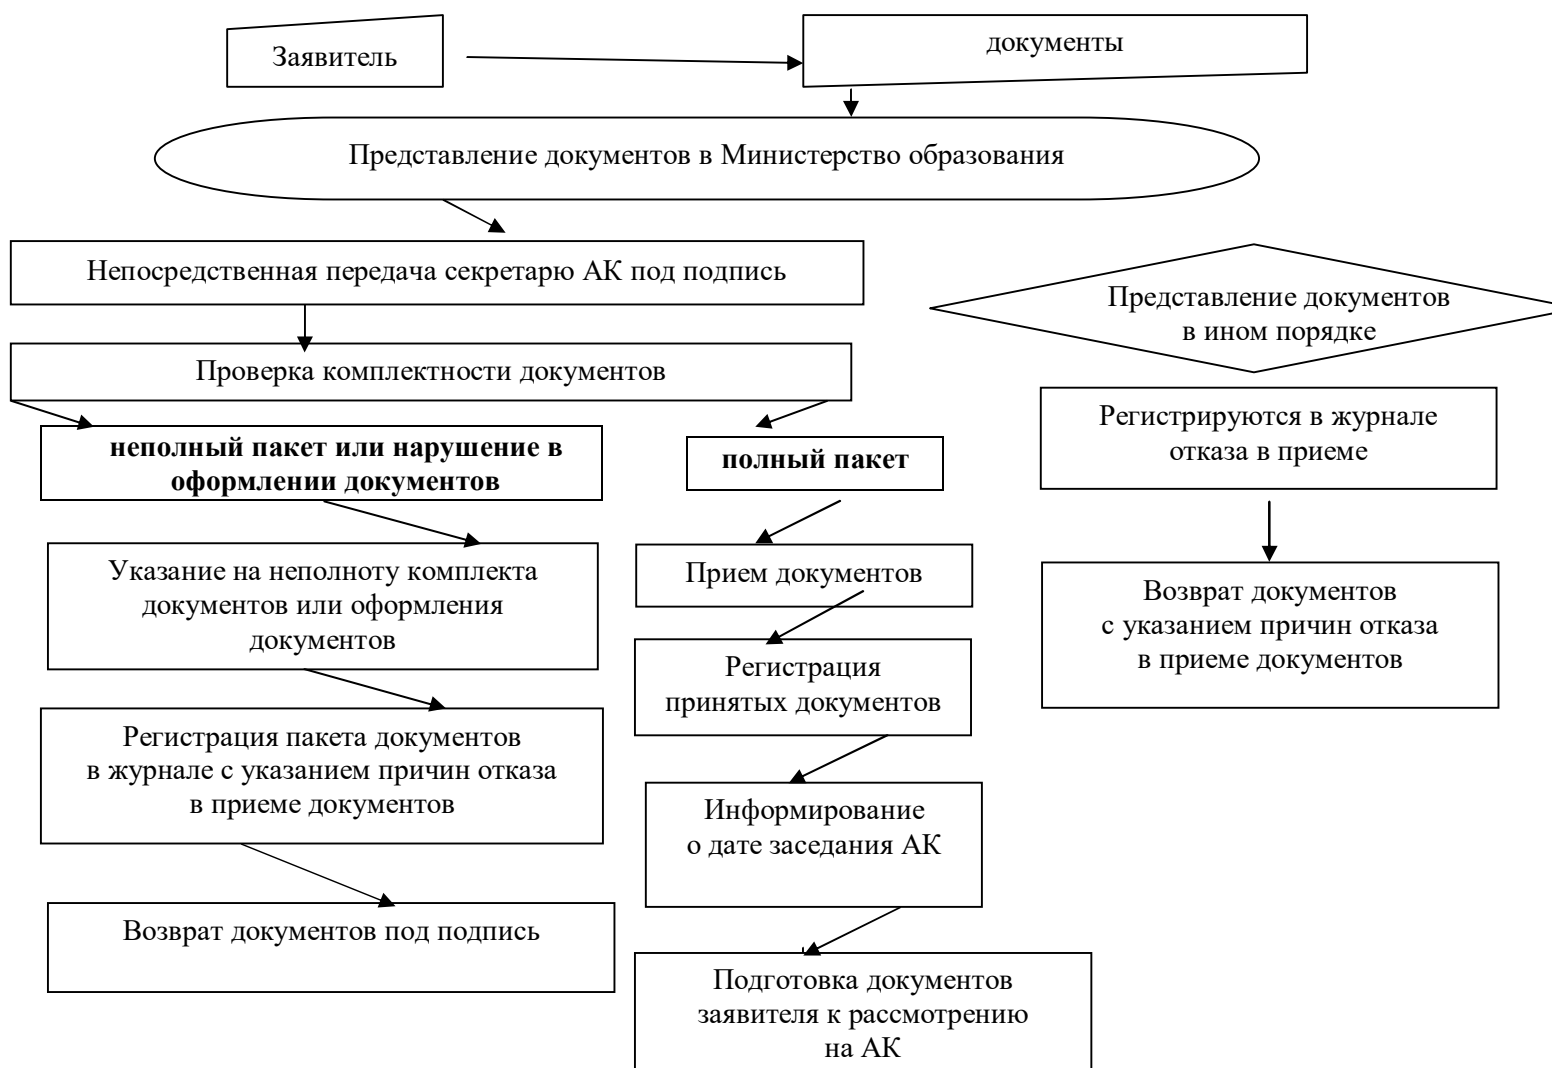 Заявитель
документы
Представление документов в Министерство образования
Непосредственная передача секретарю АК под подпись
Представление документов
в ином порядке
Проверка комплектности документов
Регистрируются в журнале
отказа в приеме
неполный пакет или нарушение в
оформлении документов
полный пакет
Указание на неполноту комплекта
документов или оформления
документов
Прием документов
Возврат документов
с указанием причин отказа
в приеме документов
Регистрация
принятых документов
Регистрация пакета документов
в журнале с указанием причин отказа
в приеме документов
Информирование
о дате заседания АК
Возврат документов под подпись
Подготовка документов
заявителя к рассмотрению
на АК